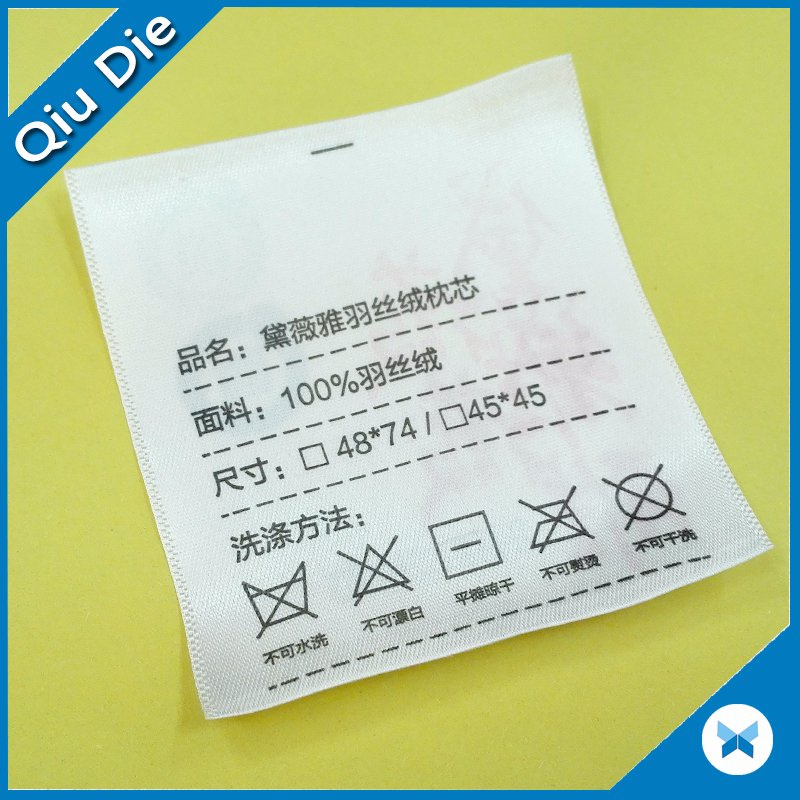 Qiu Die
品名：黛薇雅羽丝绒枕芯
面料：100%羽丝绒
尺寸：□ 48*74 / □45*45
洗涤方法：
不可水洗 不可漂白 平摊晾干 不可熨烫 不可干洗